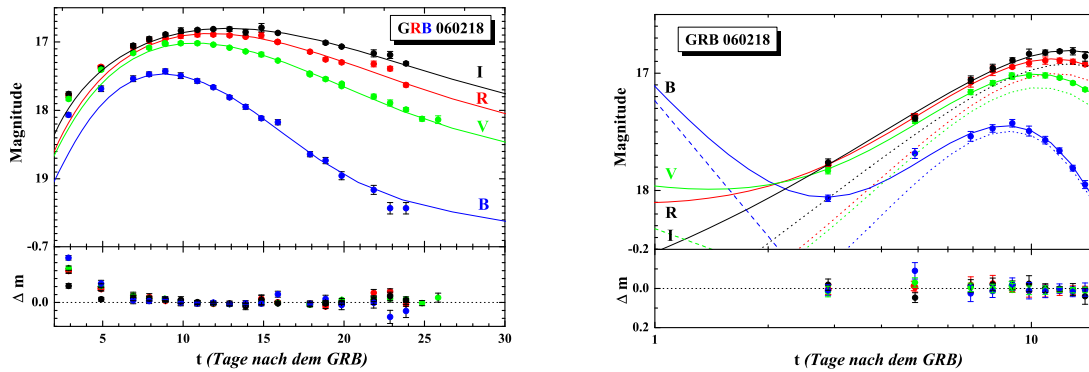 GRB 060218
17
18
19
Magnitude
I
R
V
B
-0.7
0.0
Δ m
5 10 15 20 25 30
t (Tage nach dem GRB)
GRB 060218
17
18
Magnitude
B
V
R
I
-0.2
0.0
0.2
Δ m
1 10
t (Tage nach dem GRB)